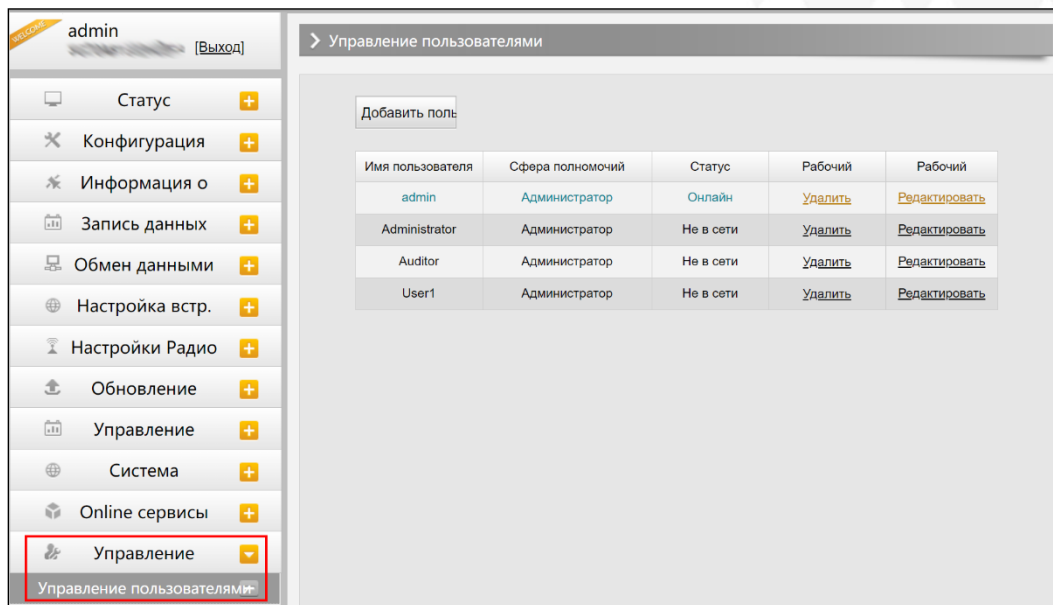 WELCOME
admin
[Выход]
Статус
Конфигурация
Информация о
Запись данных
Обмен данными
Настройка встр.
Настройки Радио
Обновление
Управление
Система
Online сервисы
Управление
Управление пользователями
Управление пользователями
Добавить поль
Имя пользователя Сфера полномочий Статус Рабочий Рабочий
admin Администратор Онлайн Удалить Редактировать
Administrator Администратор Не в сети Удалить Редактировать
Auditor Администратор Не в сети Удалить Редактировать
User1 Администратор Не в сети Удалить Редактировать